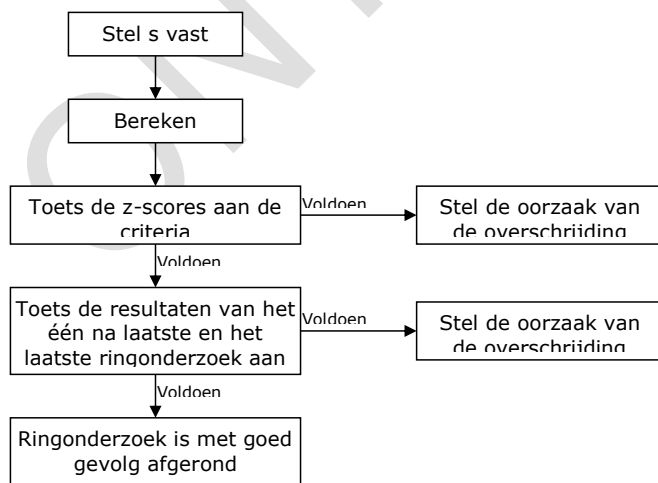 Stel s vast
Bereken
Toets de z-scores aan de
criteria
Voldoen
Stel de oorzaak van
de overschrijding
Voldoen
Toets de resultaten van het
één na laatste en het
laatste ringonderzoek aan
Voldoen
Stel de oorzaak van
de overschrijding
Voldoen
Ringonderzoek is met goed
gevolg afgerond